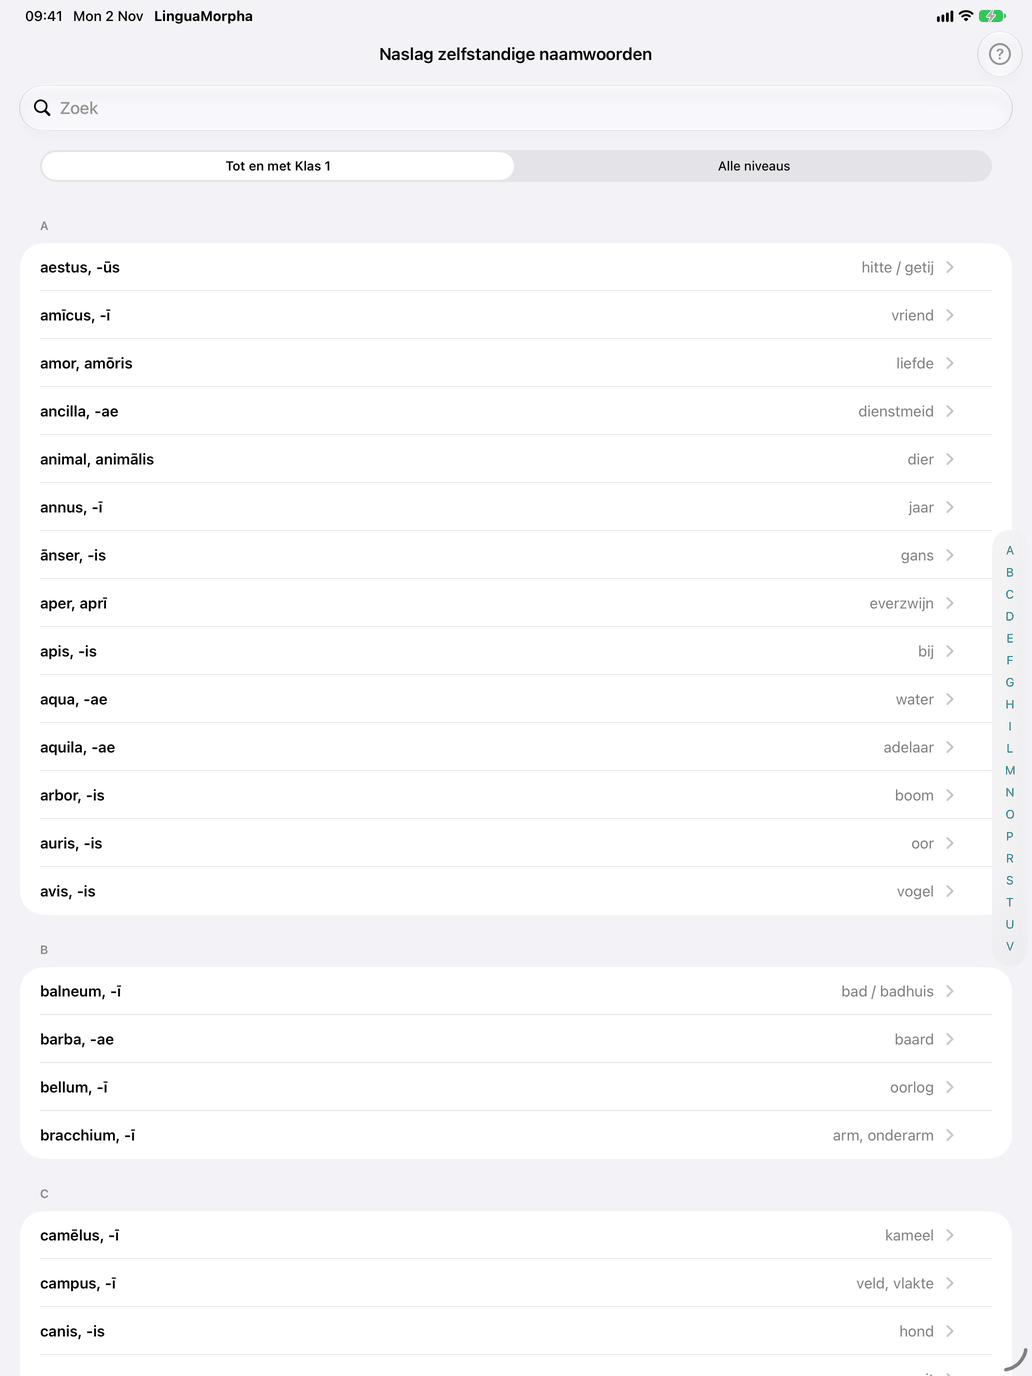 09:41 Mon 2 Nov LinguaMorpha
Naslag zelfstandige naamwoorden
?
Zoek
Tot en met Klas 1 Alle niveaus
A
aestus, -ūs hitte / getij
amīcus, -ī vriend
amor, amōris liefde
ancilla, -ae dienstmeid
animal, animālis dier
annus, -ī jaar
ānser, -is gans
aper, aprī everzwijn
apis, -is bij
aqua, -ae water
aquila, -ae adelaar
arbor, -is boom
auris, -is oor
avis, -is vogel
B
balneum, -ī bad / badhuis
barba, -ae baard
bellum, -ī oorlog
bracchium, -ī arm, onderarm
C
camēlus, -ī kameel
campus, -ī veld, vlakte
canis, -is hond
A
B
C
D
E
F
G
H
I
L
M
N
O
P
R
S
T
U
V